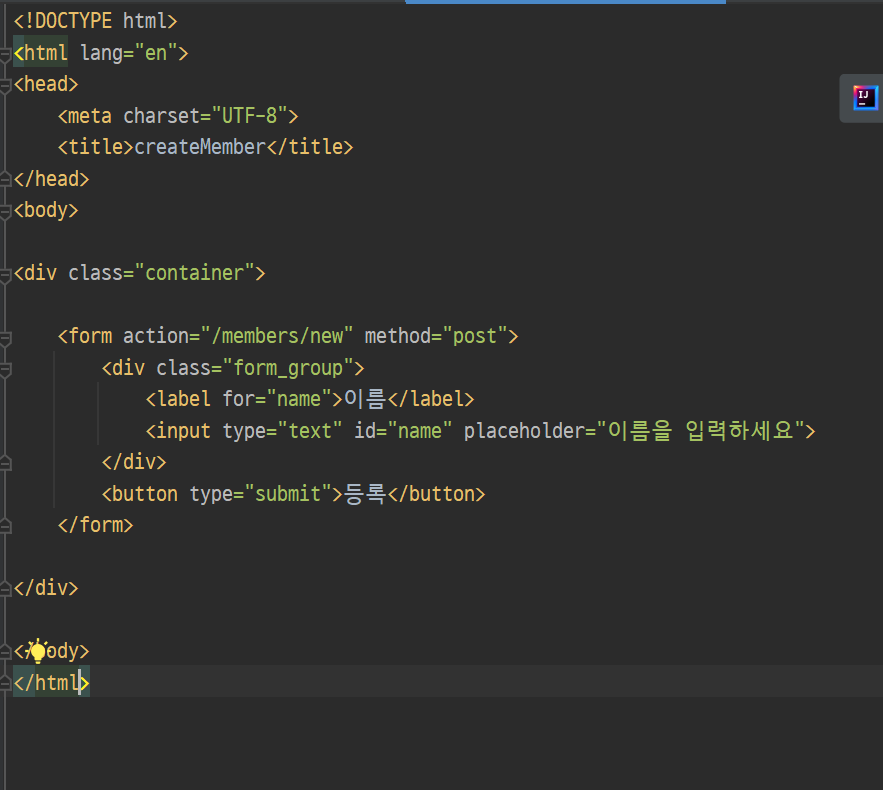 <!DOCTYPE html>
<html lang="en">
<head>
    <meta charset="UTF-8">
    <title>createMember</title>
</head>
<body>
<div class="container">
    <form action="/members/new" method="post">
        <div class="form_group">
            <label for="name">이름</label>
            <input type="text" id="name" placeholder="이름을 입력하세요">
        </div>
        <button type="submit">등록</button>
    </form>
</div>
</body>
</html>
IJ